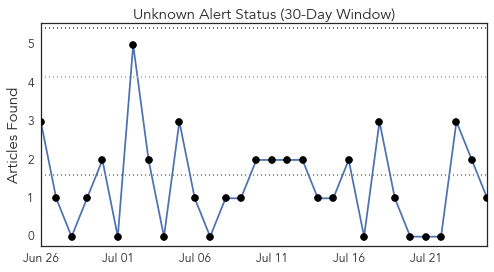 Unknown Alert Status (30-Day Window)
Articles Found
5
4
3
2
1
0
Jun 26
Jul 01
Jul 06
Jul 11
Jul 16
Jul 21